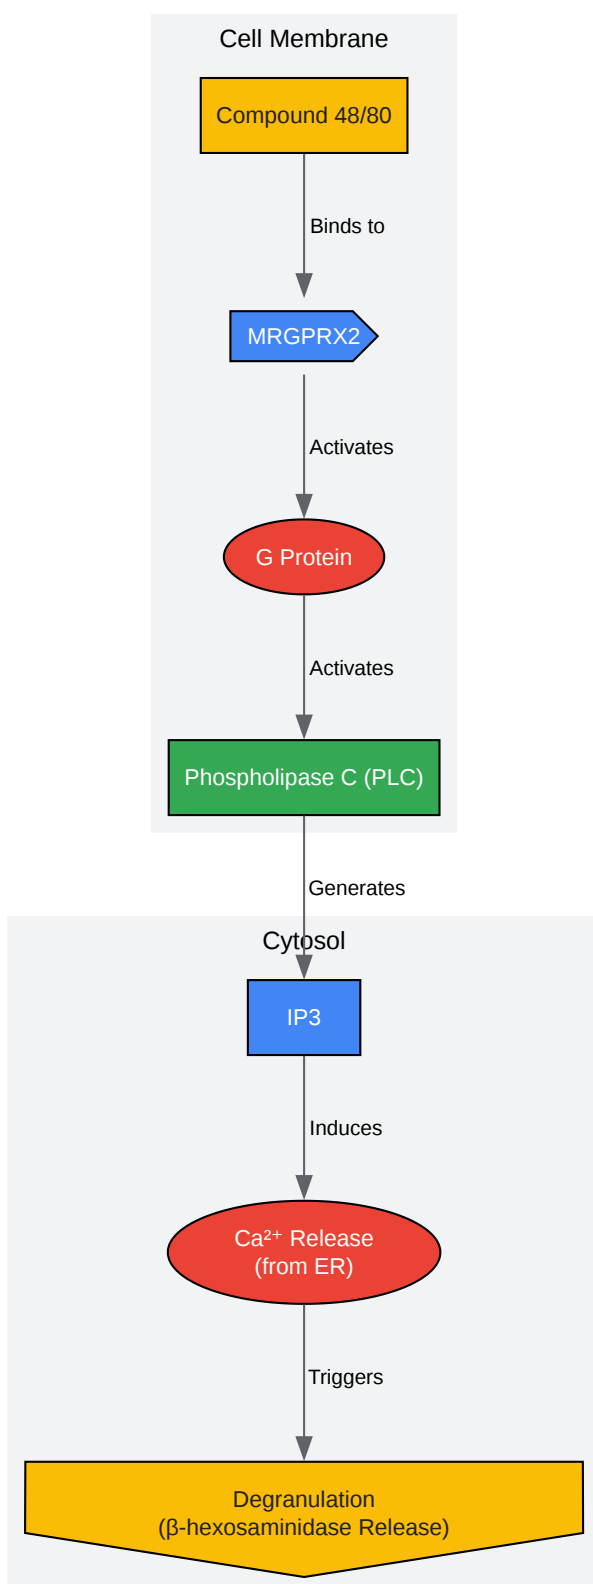 Cell Membrane
Compound 48/80
Binds to
MRGPRX2
Activates
G Protein
Activates
Phospholipase C (PLC)
Generates
Cytosol
IP3
Induces
Ca²⁺ Release
(from ER)
Triggers
Degranulation
(β-hexosaminidase Release)